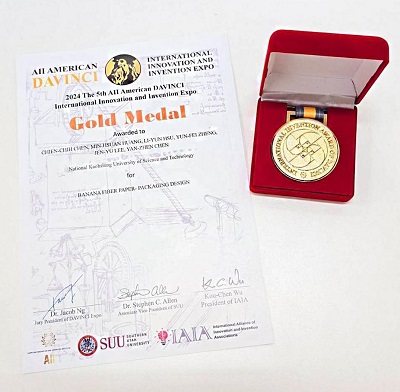 All AMERICAN
DAVINCI
INTERNATIONAL
INNOVATION AND
INVENTION EXPO
2024 The 5th All American DAVINCI
International Innovation and Invention Expo
Gold Medal
Awarded to
CHEN, MIN-HSUAN HUANG, LI-YUN HSU, YUN-FEI ZHENG,
JEN-YU LEE, YAN-ZHEN CHEN
National Kaohsiung University of Science and Technology
for
BANANA FIBER PAPER- PACKAGING DESIGN
Dr. Jacob Ng
Jury President of DAVINCI Expo
Dr. Stephen C. Allen
Associate Vice President of SUU
Kuo-Chen Wu
President of IAIA
SUU
SOUTHERN
UTAH
UNIVERSITY
IAIA
International Alliance of
Innovation and Invention
Associations.
INTERNATIONAL INVENTION AWARD